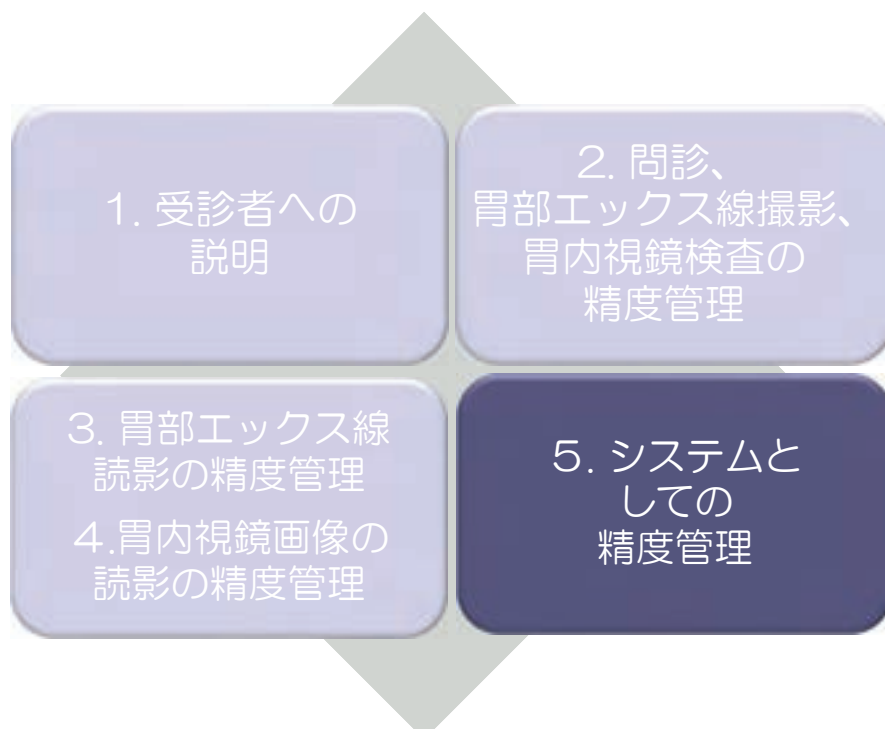 1. 受診者への
説明
2. 問診、
胃部エックス線撮影、
胃内視鏡検査の
精度管理
3. 胃部エックス線
読影の精度管理
4.胃内視鏡画像の
読影の精度管理
5. システムと
しての
精度管理